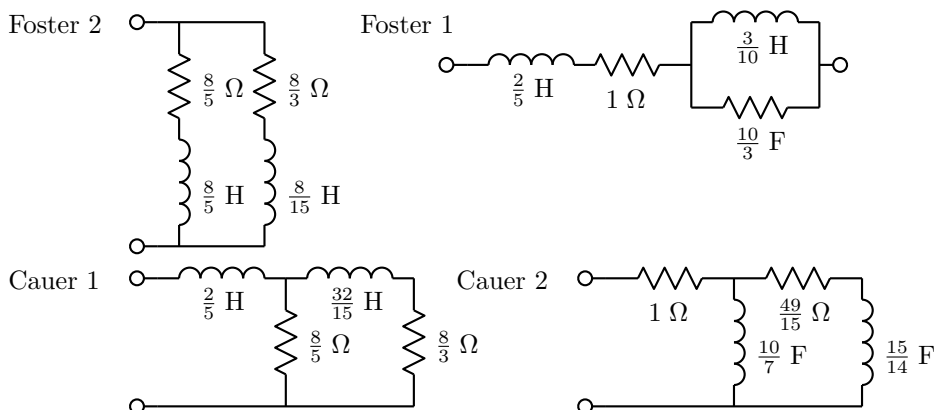 Foster 2
8/5 Ω
8/3 Ω
8/5 H
8/15 H
Foster 1
2/5 H
1 Ω
3/10 H
10/3 F
Cauer 1
2/5 H
32/15 H
8/5 Ω
8/3 Ω
Cauer 2
1 Ω
49/15 Ω
10/7 F
15/14 F